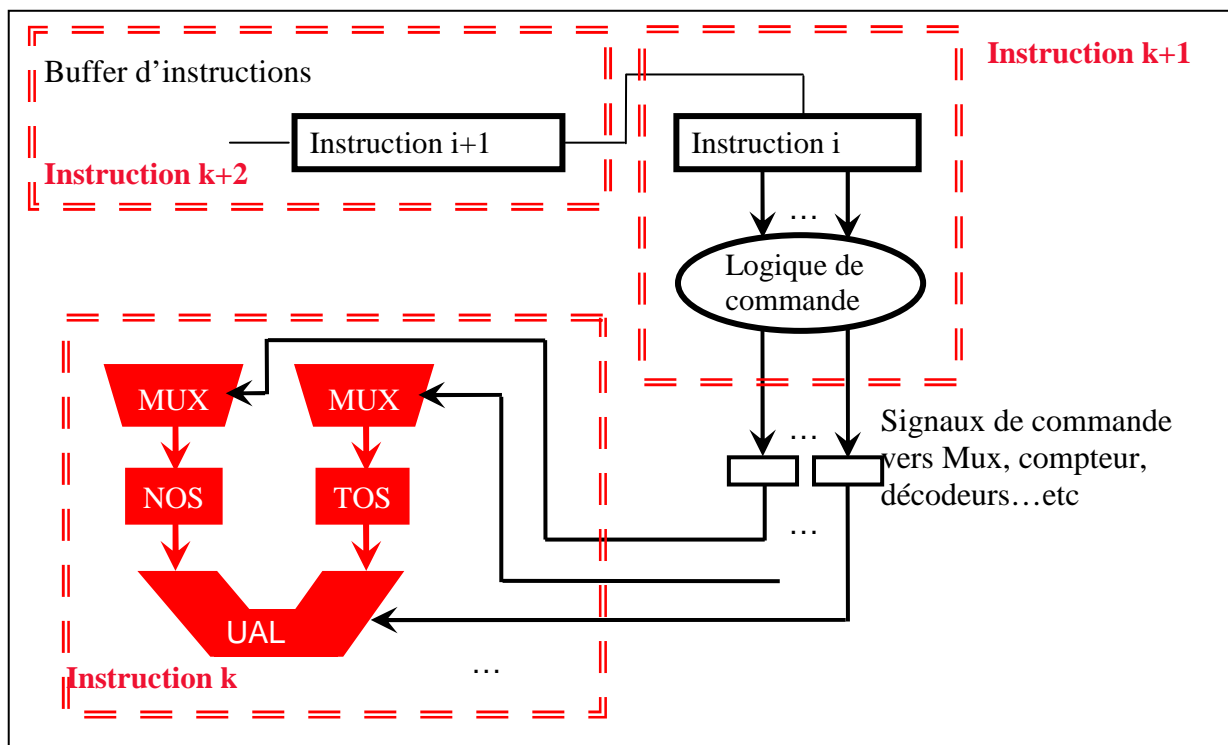 Instruction k+1
Buffer d’instructions
Instruction i+1
Instruction i
Instruction k+2
…
Logique de
commande
MUX
MUX
Signaux de commande
vers Mux, compteur,
décodeurs…etc
…
NOS
TOS
…
UAL
…
Instruction k